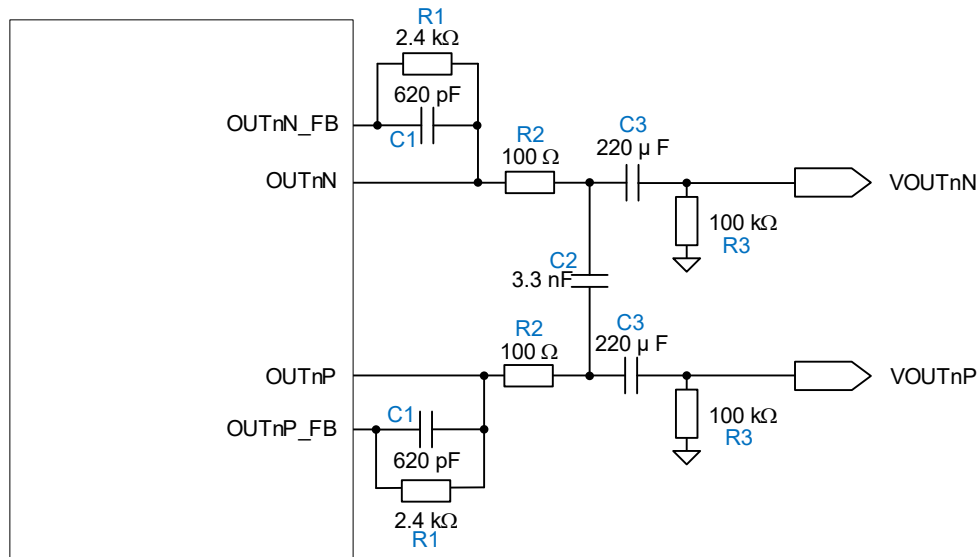 R1
2.4 kΩ
620 pF
OUTnN_FB
C1
R2
C3
100 Ω
220 µ F
OUTnN
VOUTnN
100 kΩ
R3
C2
3.3 nF
R2
C3
100 Ω
220 µ F
OUTnP
VOUTnP
C1
100 kΩ
OUTnP_FB
R3
620 pF
2.4 kΩ
R1